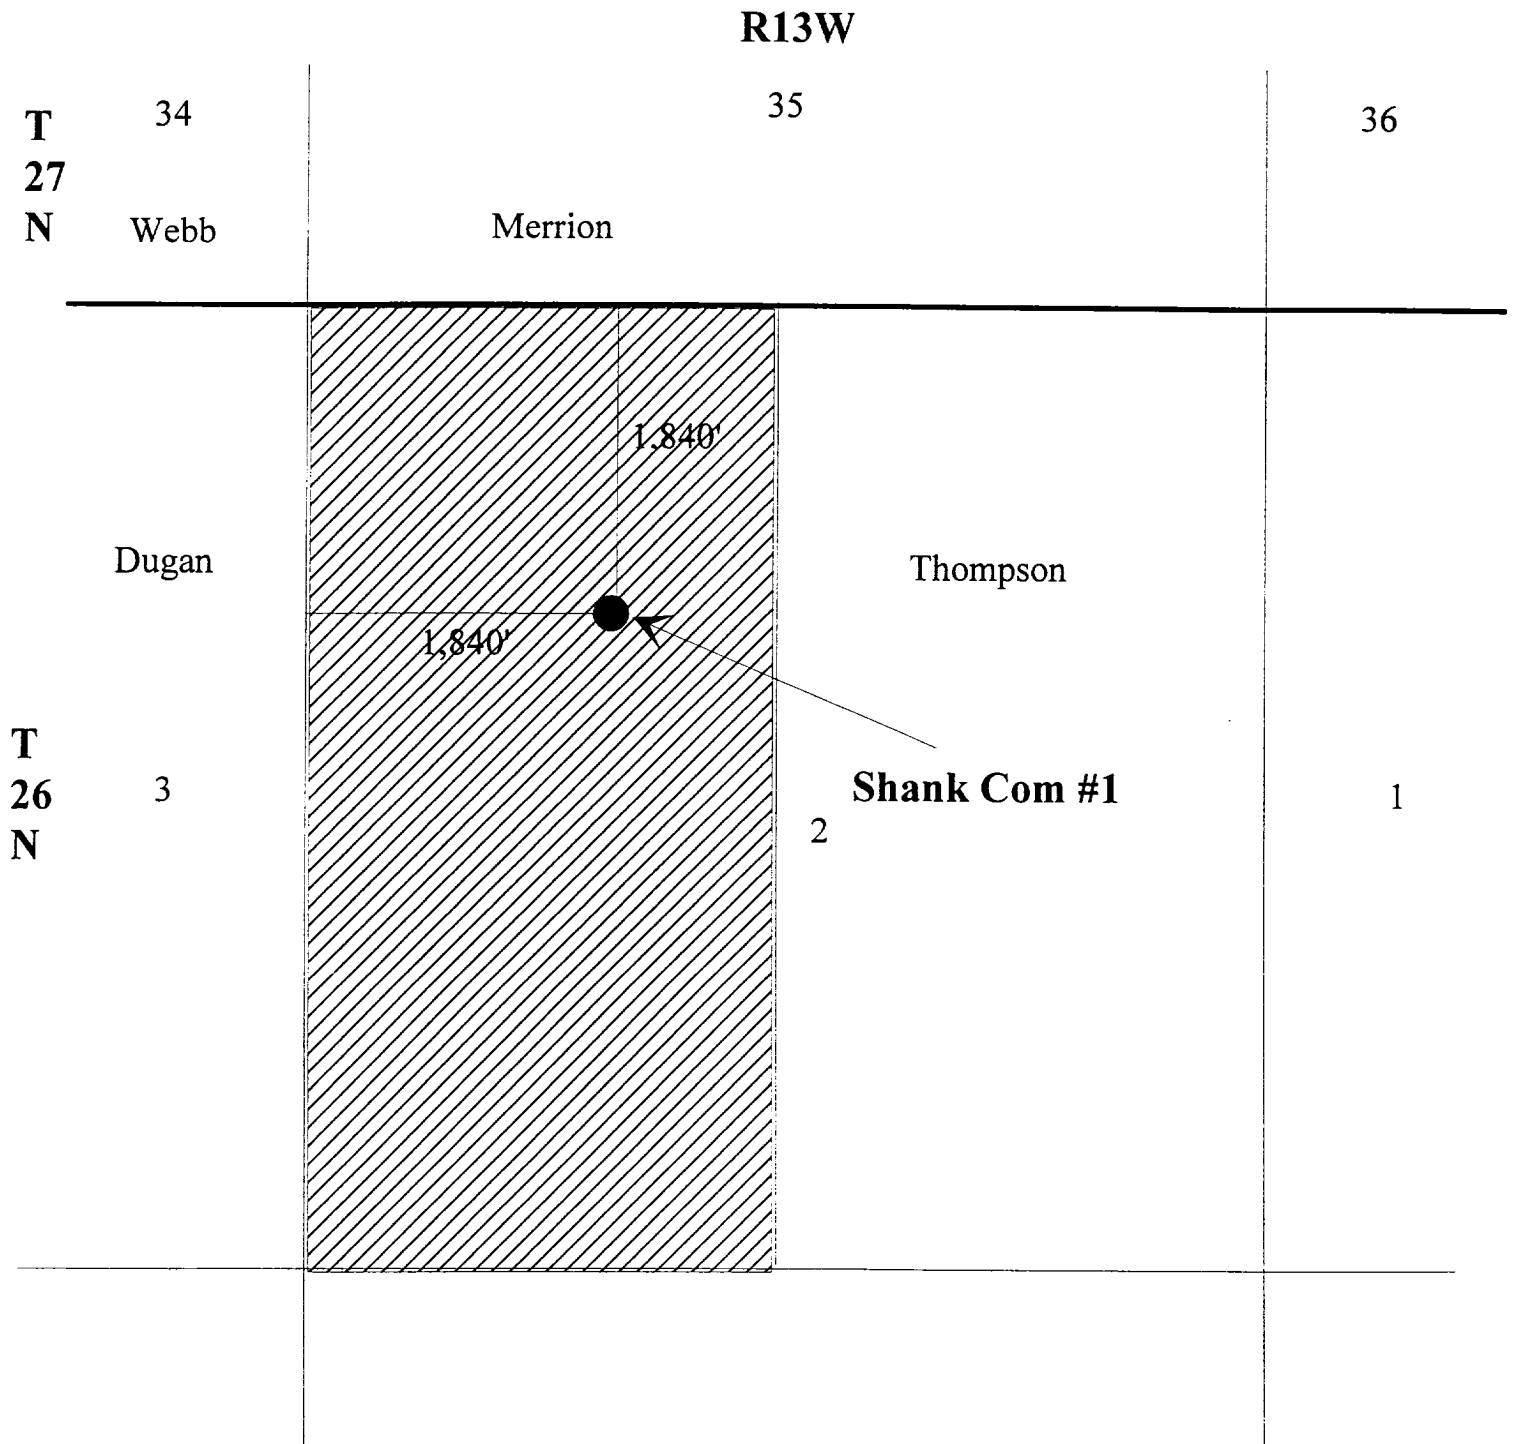 R13W
T
27
N
34
35
36
Webb
Merrion
1,840'
Dugan
Thompson
1,840'
T
26
N
3
Shank Com #1
2
1